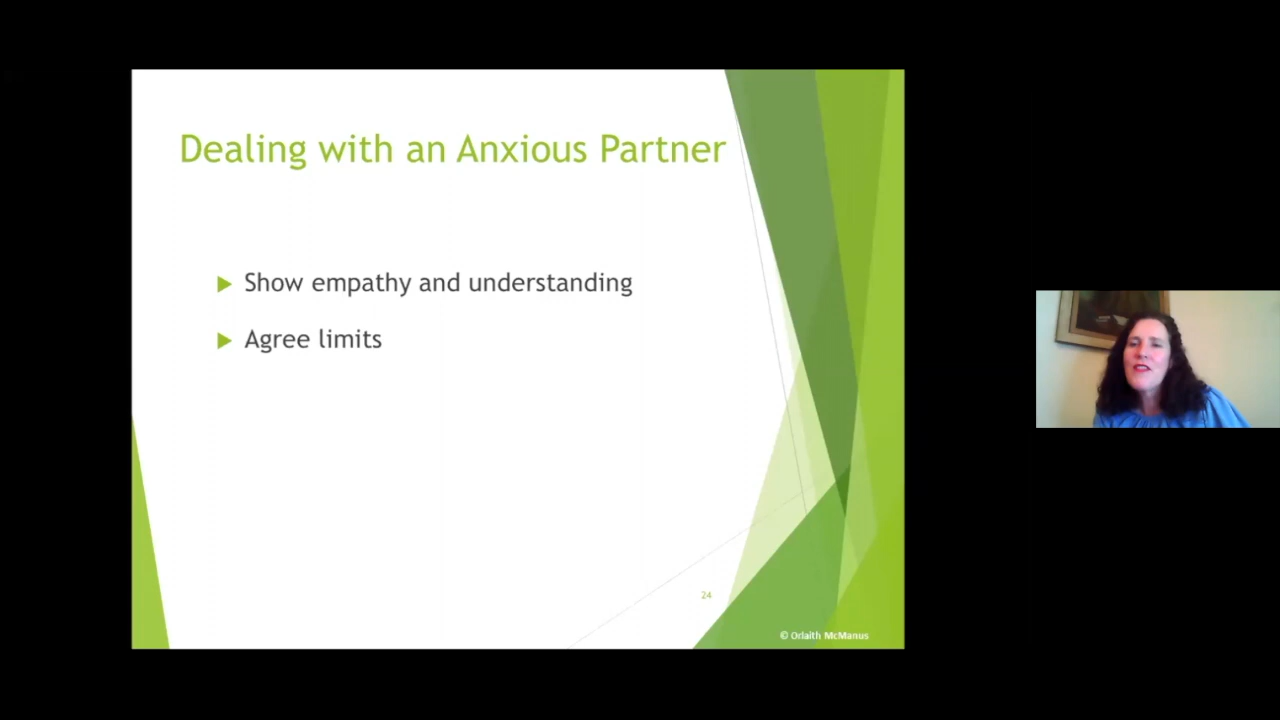 Dealing with an Anxious Partner
Show empathy and understanding
Agree limits
24
© Orlaith McManus